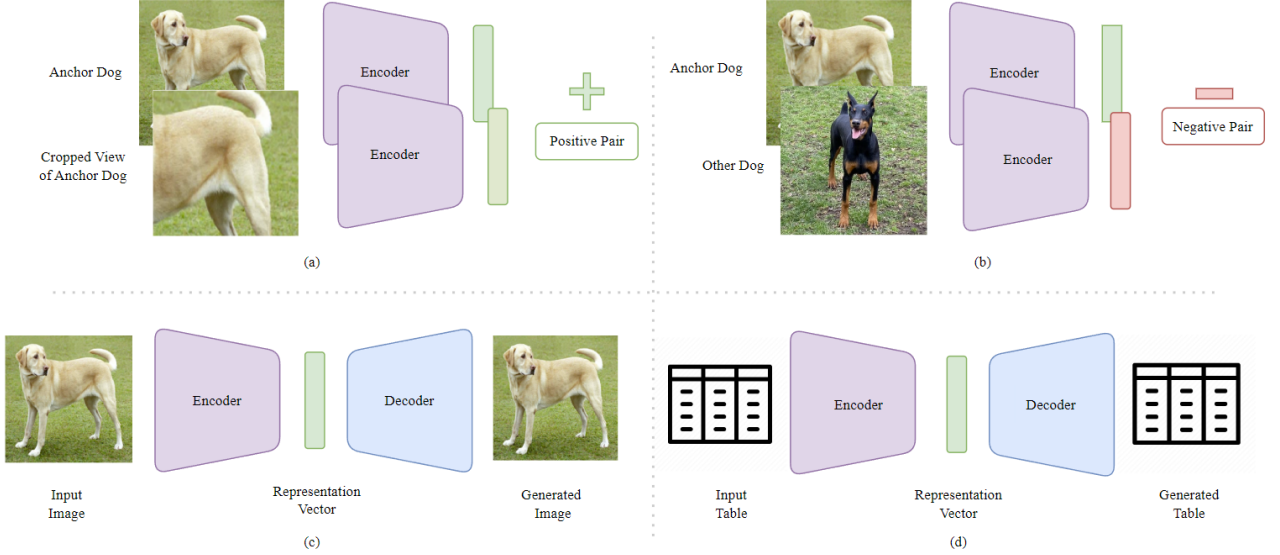 Anchor Dog
Encoder
Cropped View
of Anchor Dog
Encoder
Positive Pair
(a)
Anchor Dog
Encoder
Other Dog
Encoder
Negative Pair
(b)
Encoder
Decoder
Input
Image
Representation
Vector
Generated
Image
(c)
Encoder
Decoder
Input
Table
Representation
Vector
Generated
Table
(d)